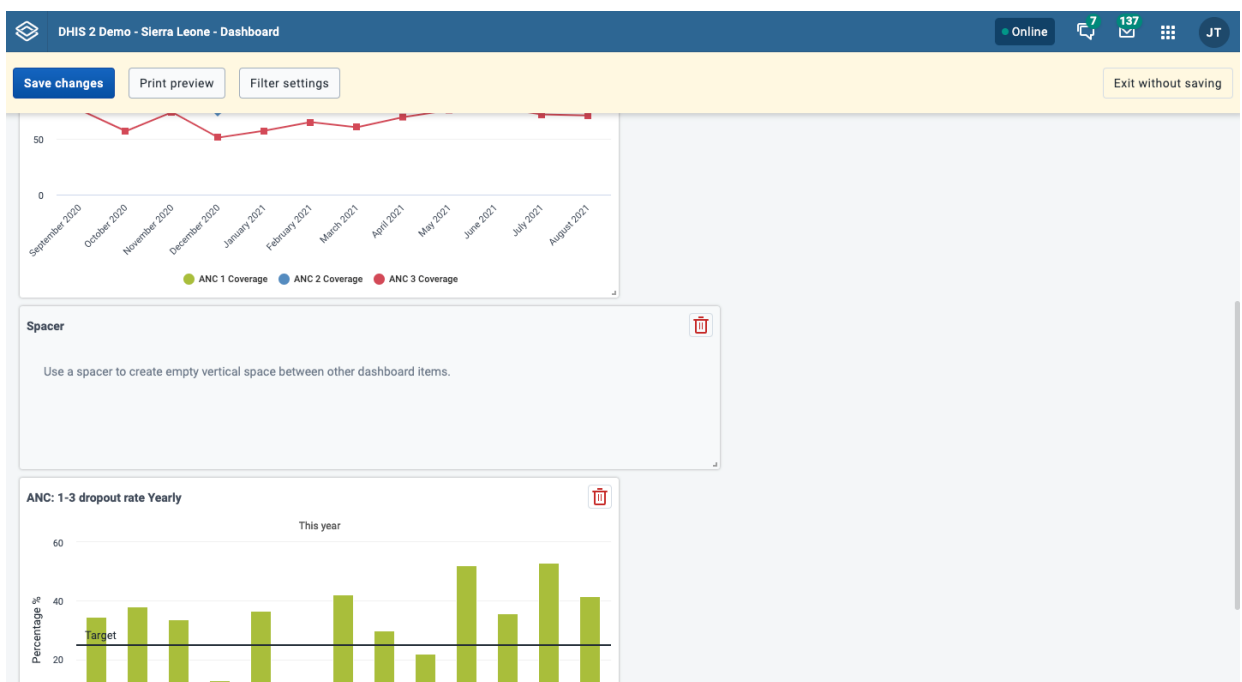 DHIS 2 Demo - Sierra Leone - Dashboard
Online
7
137
JT
Save changes
Print preview
Filter settings
Exit without saving
50
0
September 2020
October 2020
November 2020
December 2020
January 2021
February 2021
March 2021
April 2021
May 2021
June 2021
July 2021
August 2021
ANC 1 Coverage
ANC 2 Coverage
ANC 3 Coverage
Spacer
Use a spacer to create empty vertical space between other dashboard items.
ANC: 1-3 dropout rate Yearly
This year
60
40
20
Percentage %
Target